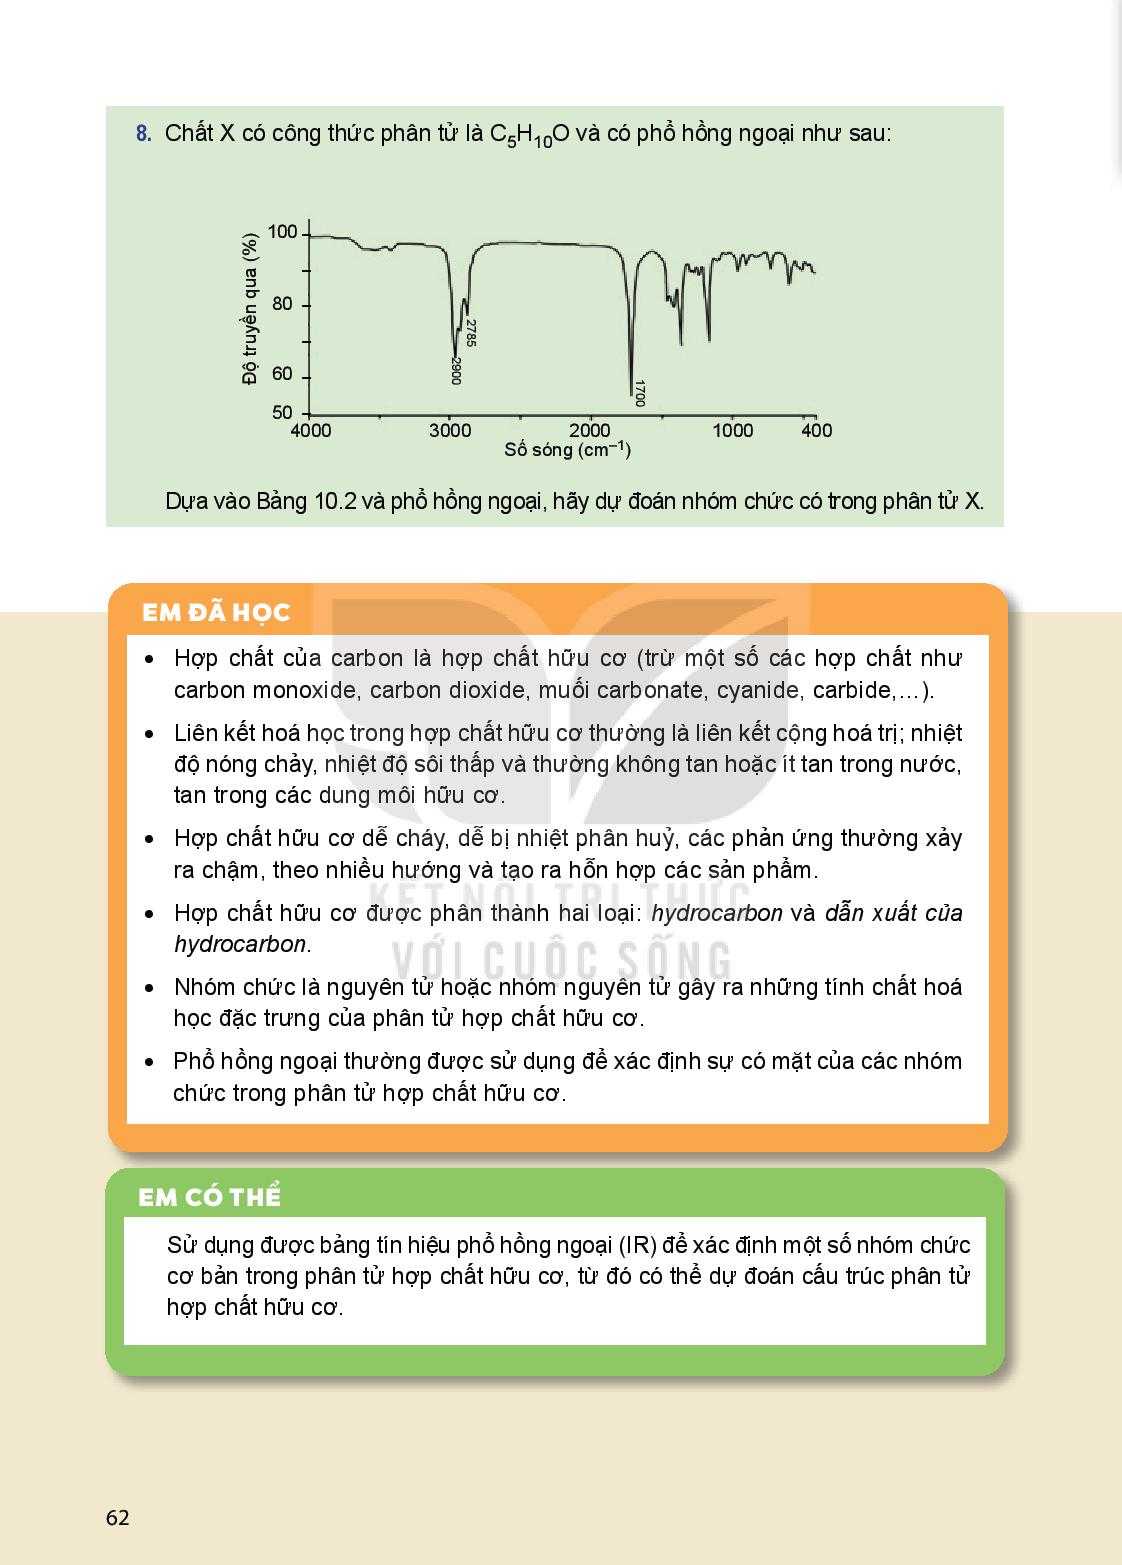 8. Chất X có công thức phân tử là C₅H₁₀O và có phổ hồng ngoại như sau:
Độ truyền qua (%)
100
80
60
50
2785
2900
1700
4000
3000
2000
1000
400
Số sóng (cm⁻¹)
Dựa vào Bảng 10.2 và phổ hồng ngoại, hãy dự đoán nhóm chức có trong phân tử X.
EM ĐÃ HỌC
• Hợp chất của carbon là hợp chất hữu cơ (trừ một số các hợp chất như
carbon monoxide, carbon dioxide, muối carbonate, cyanide, carbide,…).
• Liên kết hoá học trong hợp chất hữu cơ thường là liên kết cộng hoá trị; nhiệt
độ nóng chảy, nhiệt độ sôi thấp và thường không tan hoặc ít tan trong nước,
tan trong các dung môi hữu cơ.
• Hợp chất hữu cơ dễ cháy, dễ bị nhiệt phân huỷ, các phản ứng thường xảy
ra chậm, theo nhiều hướng và tạo ra hỗn hợp các sản phẩm.
KẾT NỐI TRI THỨC
• Hợp chất hữu cơ được phân thành hai loại: hydrocarbon và dẫn xuất của
hydrocarbon.
VỚI CUỘC SỐNG
• Nhóm chức là nguyên tử hoặc nhóm nguyên tử gây ra những tính chất hoá
học đặc trưng của phân tử hợp chất hữu cơ.
• Phổ hồng ngoại thường được sử dụng để xác định sự có mặt của các nhóm
chức trong phân tử hợp chất hữu cơ.
EM CÓ THỂ
Sử dụng được bảng tín hiệu phổ hồng ngoại (IR) để xác định một số nhóm chức
cơ bản trong phân tử hợp chất hữu cơ, từ đó có thể dự đoán cấu trúc phân tử
hợp chất hữu cơ.
62